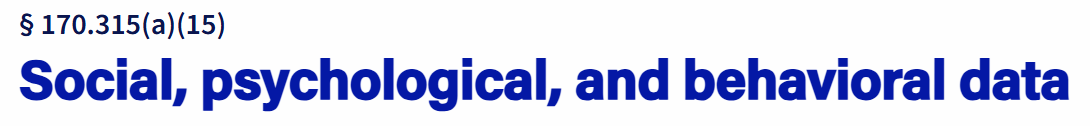 § 170.315(a)(15)
Social, psychological, and behavioral data